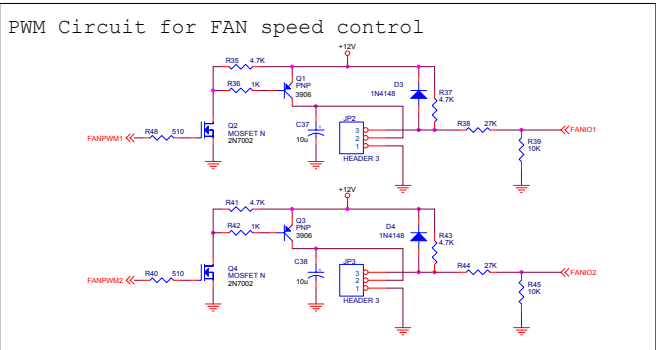 PWM Circuit for FAN speed control
+12V
R35 4.7K
R36 1K
Q1
PNP
3906
D3
1N4148
R37
4.7K
Q2
MOSFET N
2N7002
C37
10u
+
JP2
3
2
1
HEADER 3
R38 27K
FANIO1
R48 510
FANPWM1
R39
10K
+12V
R41 4.7K
R42 1K
Q3
PNP
3906
D4
1N4148
R43
4.7K
Q4
MOSFET N
2N7002
C38
10u
+
JP3
3
2
1
HEADER 3
R44 27K
FANIO2
R40 510
FANPWM2
R45
10K